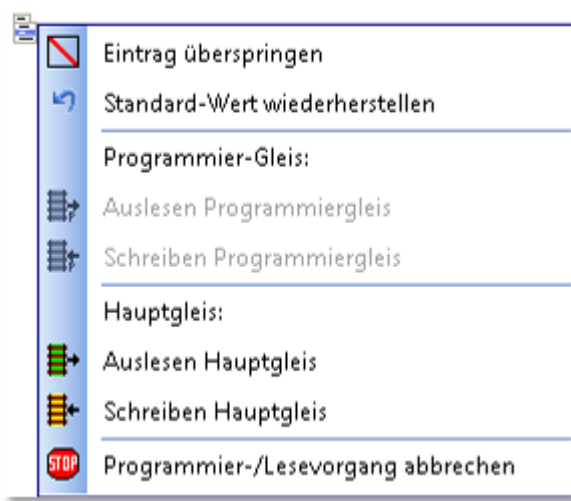 Eintrag überspringen
Standard-Wert wiederherstellen
Programmier-Gleis:
Auslesen Programmiergleis
Schreiben Programmiergleis
Hauptgleis:
Auslesen Hauptgleis
Schreiben Hauptgleis
STOP Programmier-/Lesevorgang abbrechen